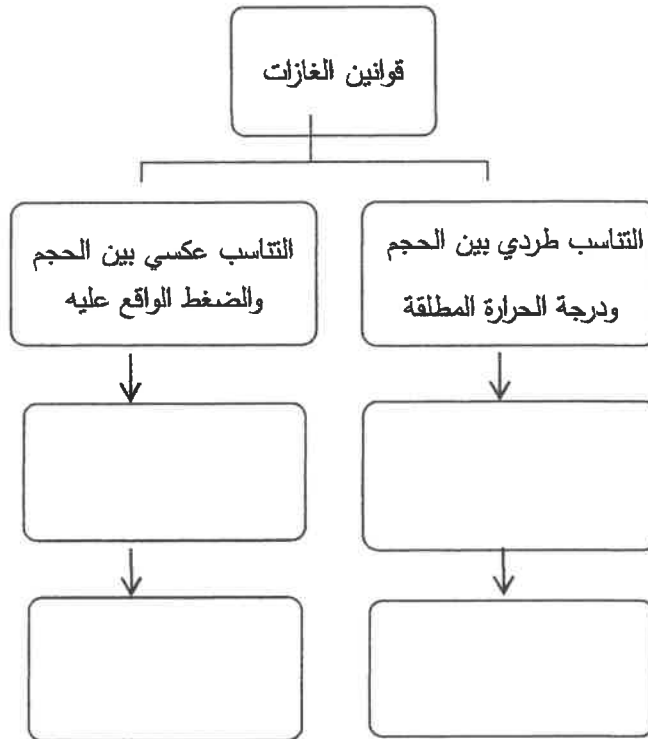 قوانين الغازات
التناسب طردي بين الحجم
ودرجة الحرارة المطلقة
التناسب عكسي بين الحجم
والضغط الواقع عليه